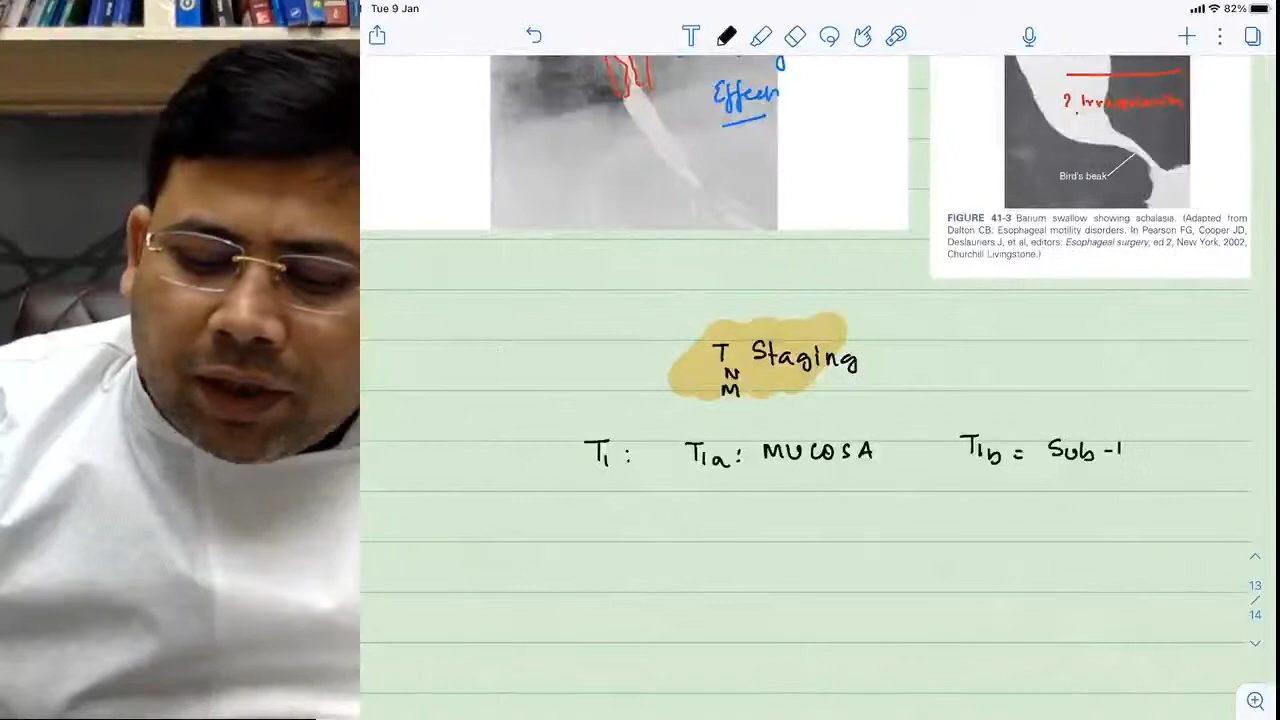 Tue 9 Jan
82%
T
Effect
Bird's beak
FIGURE 41-3 Barium swallow showing achalasia. (Adapted from
Dalton CB: Esophageal motility disorders. In Pearson FG, Cooper JD,
Deslauriers J, et al, editors: Esophageal surgery, ed 2, New York, 2002,
Churchill Livingstone.)
T Staging
N
M
T1: T1a: MUCOSA T1b = Sub-
13
14